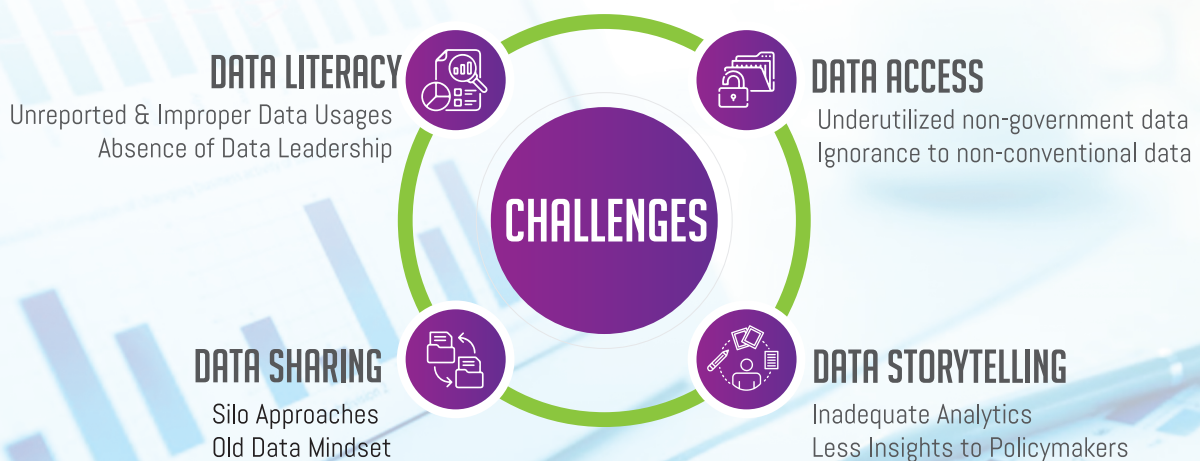 DATA LITERACY
Unreported & Improper Data Usages
Absence of Data Leadership
DATA ACCESS
Underutilized non-government data
Ignorance to non-conventional data
CHALLENGES
DATA SHARING
Silo Approaches
Old Data Mindset
DATA STORYTELLING
Inadequate Analytics
Less Insights to Policymakers